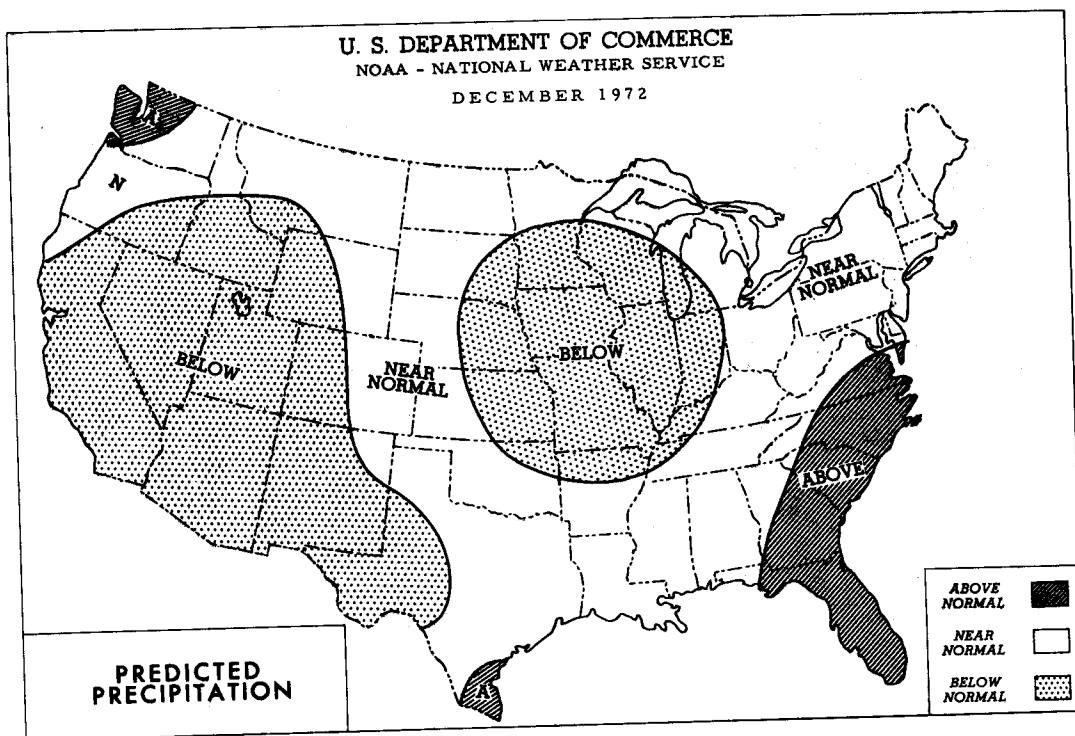 U. S. DEPARTMENT OF COMMERCE
NOAA - NATIONAL WEATHER SERVICE
DECEMBER 1972
A
N
NEAR
NORMAL
BELOW
NEAR
NORMAL
BELOW
ABOVE
A
ABOVE
NORMAL
NEAR
NORMAL
BELOW
NORMAL
PREDICTED
PRECIPITATION